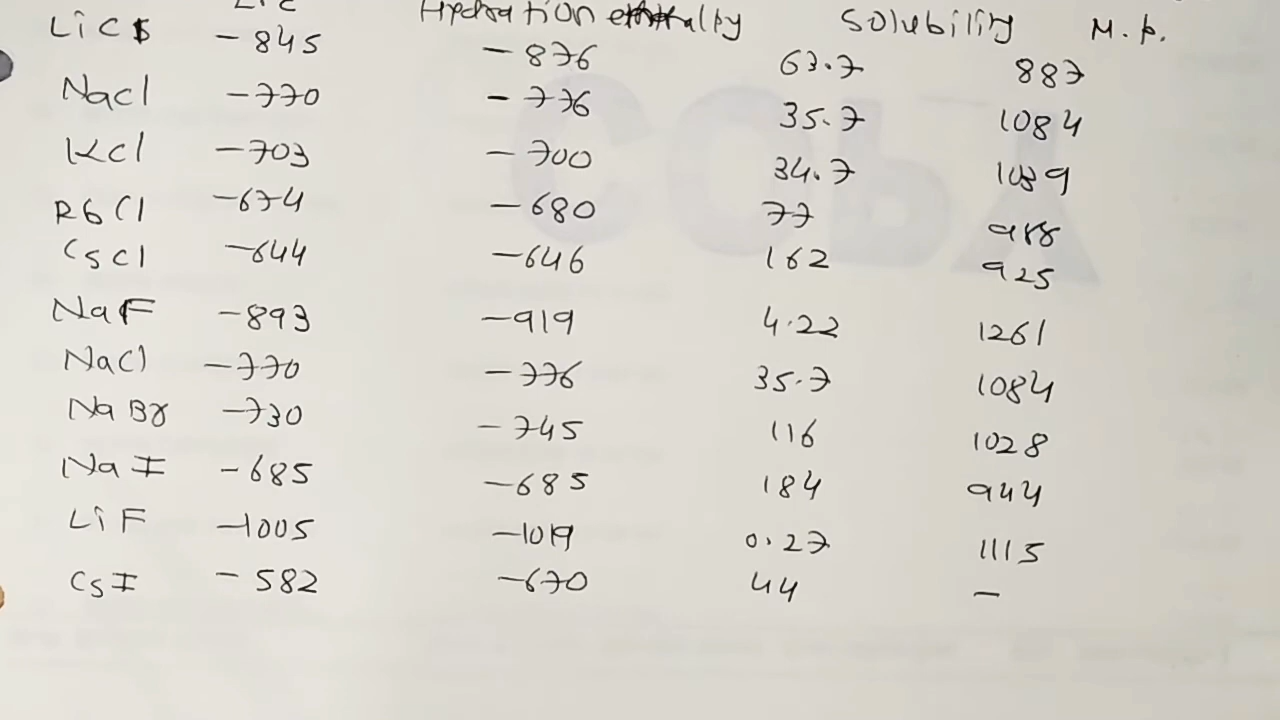 Hydration enthalpy Solubility M.p.
LiCl -845 -876 63.7 887
NaCl -770 -776 35.7 1084
KCl -703 -700 34.7 1039
RbCl -674 -680 77 988
CsCl -644 -646 162 925
NaF -893 -919 4.22 1261
NaCl -770 -776 35.7 1084
NaBr -730 -745 116 1028
NaI -685 -685 184 944
LiF -1005 -1019 0.27 1115
CsI -582 -670 44 -